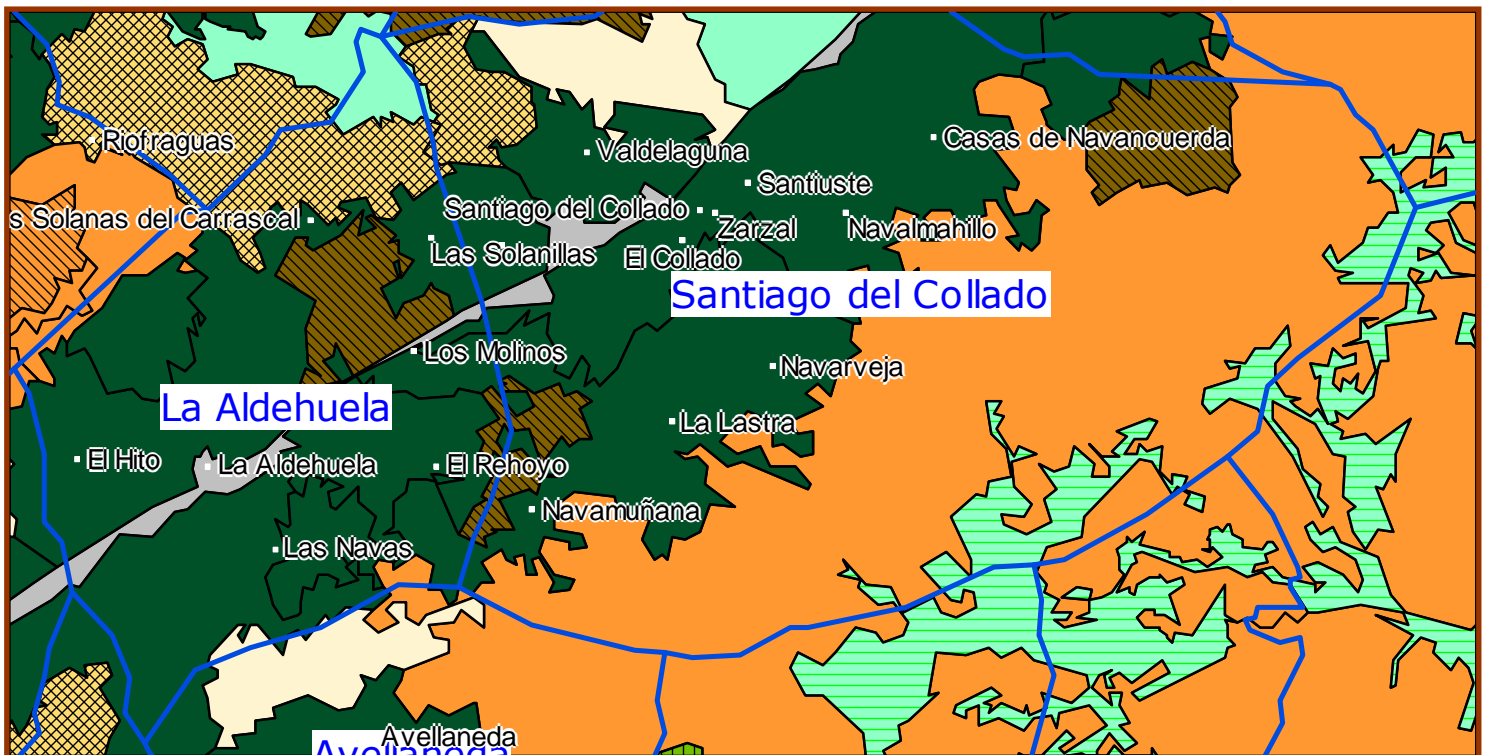 Casas de Navancuerda
Riofraguas
Valdelaguna
Santiuste
Santiago del Collado
s Solanas del Carrascal
Zarzal
Navalmahillo
Las Solanillas
El Collado
Santiago del Collado
Los Molinos
Navarveja
La Aldehuela
La Lastra
El Hito
La Aldehuela
El Rehoyo
Navamuñana
Las Navas
Avellaneda
Avellaneda